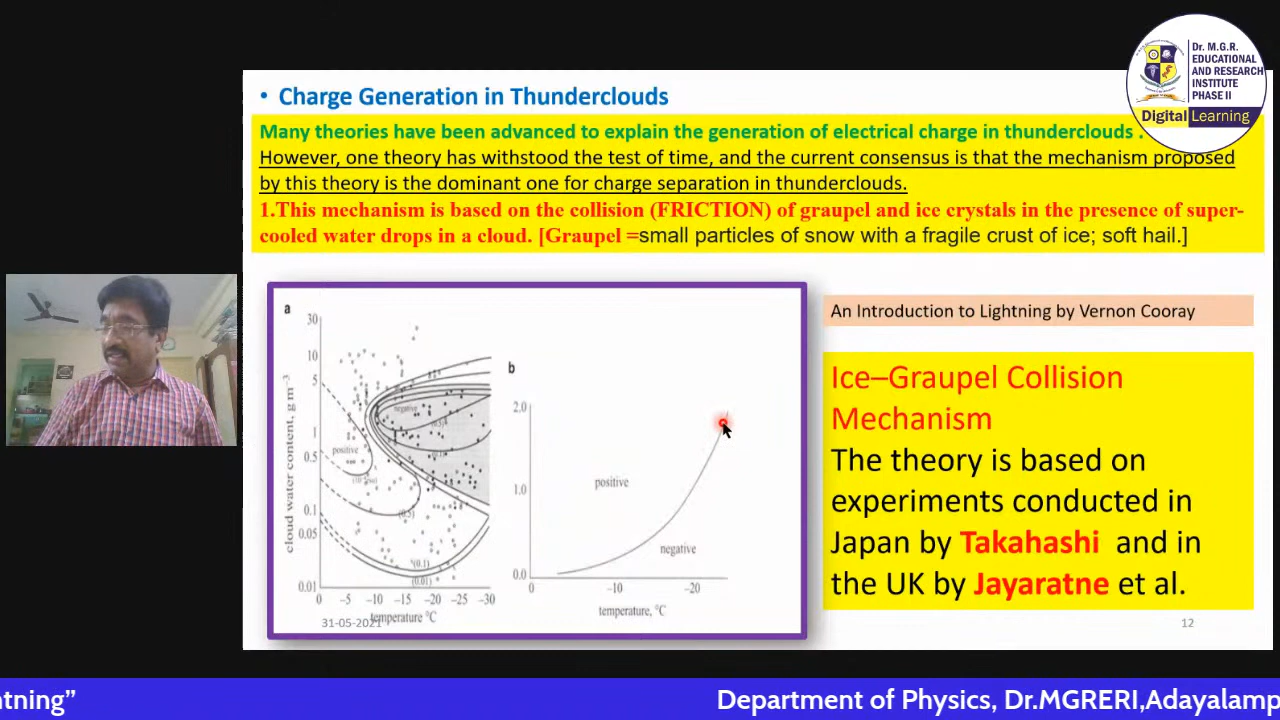 Dr. M.G.R.
EDUCATIONAL
AND RESEARCH
INSTITUTE
PHASE II
Digital Learning
• Charge Generation in Thunderclouds
Many theories have been advanced to explain the generation of electrical charge in thunderclouds .
However, one theory has withstood the test of time, and the current consensus is that the mechanism proposed
by this theory is the dominant one for charge separation in thunderclouds.
1.This mechanism is based on the collision (FRICTION) of graupel and ice crystals in the presence of super-
cooled water drops in a cloud. [Graupel =small particles of snow with a fragile crust of ice; soft hail.]
a
cloud water content, g m⁻³
30
10
5
1
0.5
0.1
0.05
0.01
negative
positive
(0.5)
(0.1)
(0.01)
0 -5 -10 -15 -20 -25 -30
temperature °C
b
2.0
1.0
0.0
positive
negative
0 -10 -20
temperature, °C
An Introduction to Lightning by Vernon Cooray
Ice–Graupel Collision
Mechanism
The theory is based on
experiments conducted in
Japan by Takahashi and in
the UK by Jayaratne et al.
31-05-2021
12
htning”
Department of Physics, Dr.MGRERI,Adayalamp